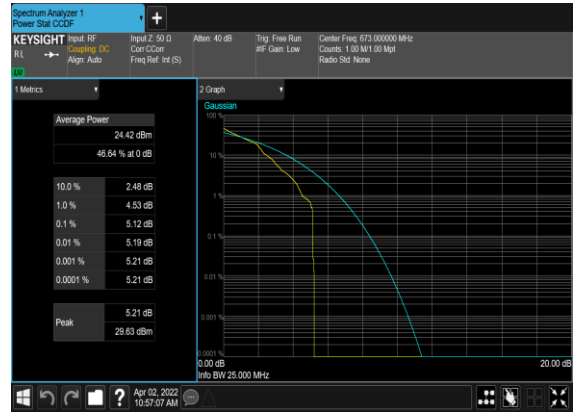 Spectrum Analyzer 1
Power Stat CCDF
KEYSIGHT
RL
LW
Input: RF
Coupling: DC
Align: Auto
Input Z: 50 Ω
Corr CCorr
Freq Ref: Int (S)
Atten: 40 dB
Trig: Free Run
#IF Gain: Low
Center Freq: 673.000000 MHz
Counts: 1.00 M/1.00 Mpt
Radio Std: None
1 Metrics
Average Power
24.42 dBm
46.64 % at 0 dB
10.0 % 2.48 dB
1.0 % 4.53 dB
0.1 % 5.12 dB
0.01 % 5.19 dB
0.001 % 5.21 dB
0.0001 % 5.21 dB
Peak
5.21 dB
29.63 dBm
2 Graph
Gaussian
100 %
10 %
1 %
0.1 %
0.01 %
0.001 %
0.0001 %
0.00 dB
20.00 dB
Info BW 25.000 MHz
?
Apr 02, 2022
10:57:07 AM